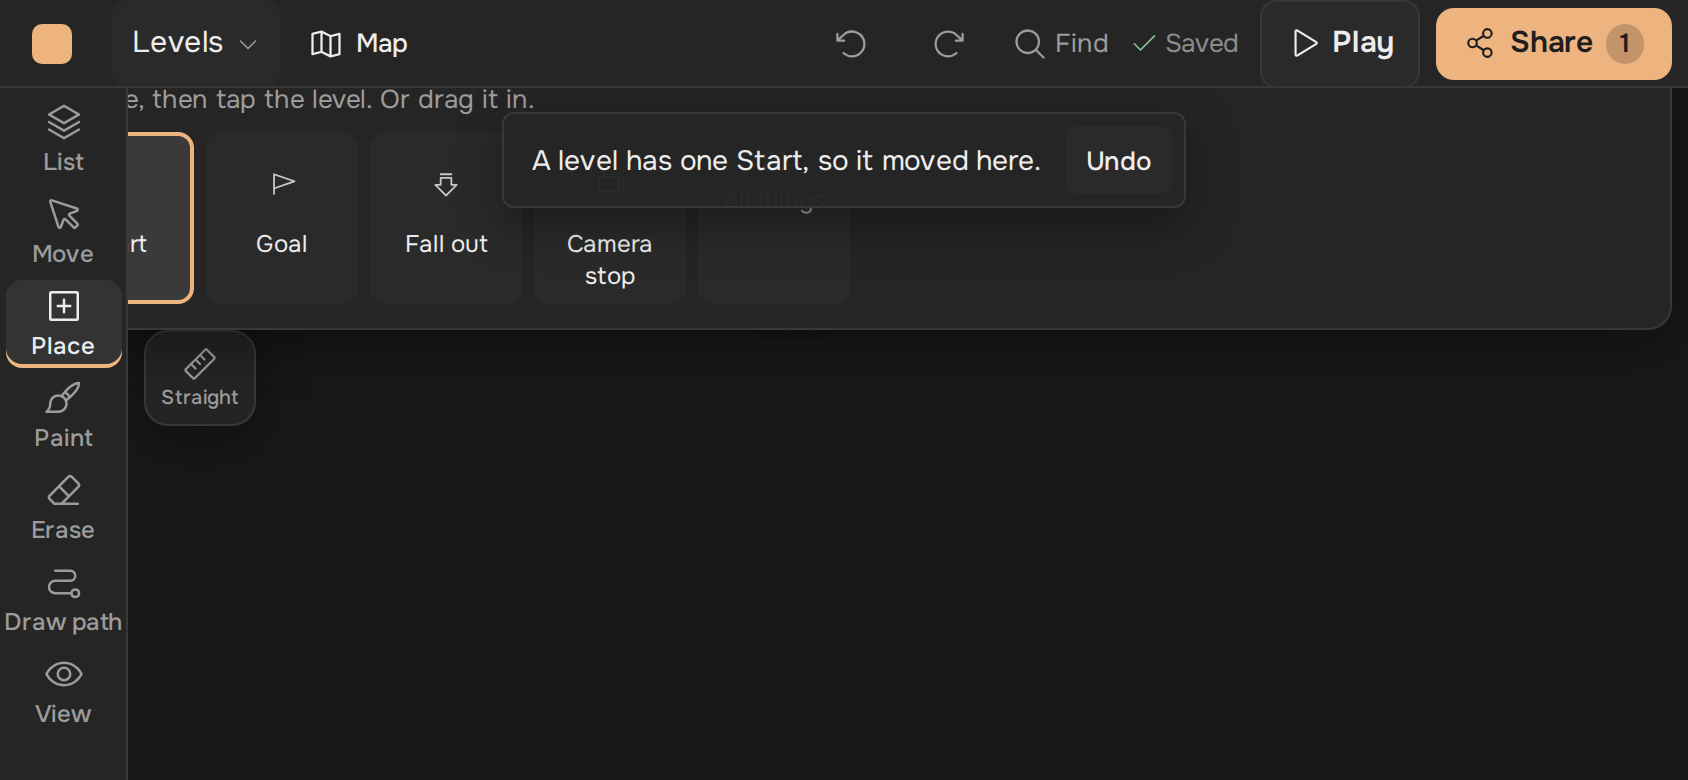 Levels
Map
Find
Saved
Play
Share 1
e, then tap the level. Or drag it in.
A level has one Start, so it moved here.
Undo
List
Move
Place
Paint
Erase
Draw path
View
rt
Goal
Fall out
Camera
stop
All things
Straight